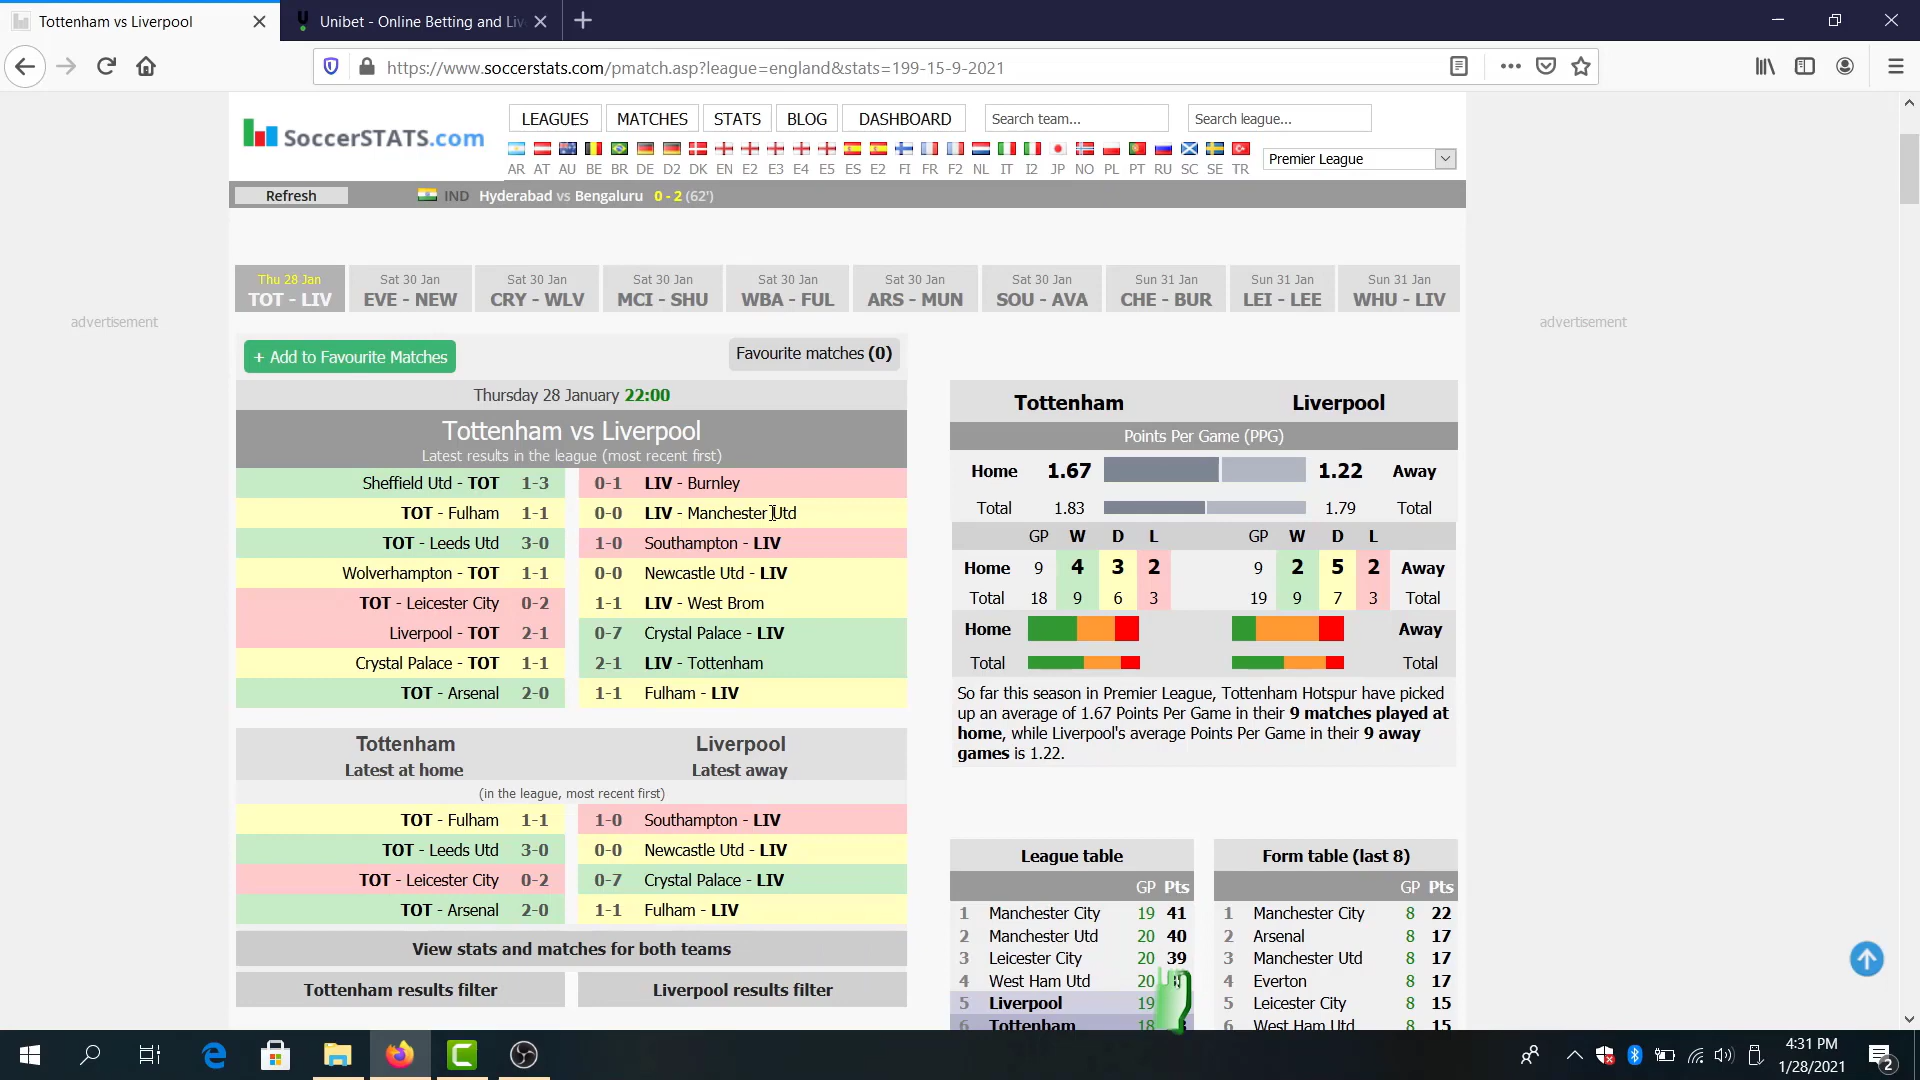 Tottenham vs Liverpool
Unibet - Online Betting and Liv
https://www.soccerstats.com/pmatch.asp?league=england&stats=199-15-9-2021
SoccerSTATS.com
LEAGUES MATCHES STATS BLOG DASHBOARD Search team... Search league...
AR AT AU BE BR DE D2 DK EN E2 E3 E4 E5 ES E2 FI FR F2 NL IT I2 JP NO PL PT RU SC SE TR
Premier League
Refresh IND Hyderabad vs Bengaluru 0 - 2 (62')
Thu 28 Jan Sat 30 Jan Sat 30 Jan Sat 30 Jan Sat 30 Jan Sat 30 Jan Sat 30 Jan Sun 31 Jan Sun 31 Jan Sun 31 Jan
TOT - LIV EVE - NEW CRY - WLV MCI - SHU WBA - FUL ARS - MUN SOU - AVA CHE - BUR LEI - LEE WHU - LIV
advertisement
advertisement
+ Add to Favourite Matches Favourite matches (0)
Thursday 28 January 22:00
Tottenham vs Liverpool
Latest results in the league (most recent first)
Sheffield Utd - TOT 1-3 0-1 LIV - Burnley
TOT - Fulham 1-1 0-0 LIV - Manchester Utd
TOT - Leeds Utd 3-0 1-0 Southampton - LIV
Wolverhampton - TOT 1-1 0-0 Newcastle Utd - LIV
TOT - Leicester City 0-2 1-1 LIV - West Brom
Liverpool - TOT 2-1 0-7 Crystal Palace - LIV
Crystal Palace - TOT 1-1 2-1 LIV - Tottenham
TOT - Arsenal 2-0 1-1 Fulham - LIV
Tottenham Liverpool
Latest at home Latest away
(in the league, most recent first)
TOT - Fulham 1-1 1-0 Southampton - LIV
TOT - Leeds Utd 3-0 0-0 Newcastle Utd - LIV
TOT - Leicester City 0-2 0-7 Crystal Palace - LIV
TOT - Arsenal 2-0 1-1 Fulham - LIV
View stats and matches for both teams
Tottenham results filter Liverpool results filter
Tottenham Liverpool
Points Per Game (PPG)
Home 1.67 1.22 Away
Total 1.83 1.79 Total
GP W D L GP W D L
Home 9 4 3 2 9 2 5 2 Away
Total 18 9 6 3 19 9 7 3 Total
Home Away
Total Total
So far this season in Premier League, Tottenham Hotspur have picked
up an average of 1.67 Points Per Game in their 9 matches played at
home, while Liverpool's average Points Per Game in their 9 away
games is 1.22.
League table
GP Pts
1 Manchester City 19 41
2 Manchester Utd 20 40
3 Leicester City 20 39
4 West Ham Utd 20
5 Liverpool 19
6 Tottenham 18
Form table (last 8)
GP Pts
1 Manchester City 8 22
2 Arsenal 8 17
3 Manchester Utd 8 17
4 Everton 8 17
5 Leicester City 8 15
6 West Ham Utd 8 15
4:31 PM
1/28/2021
2